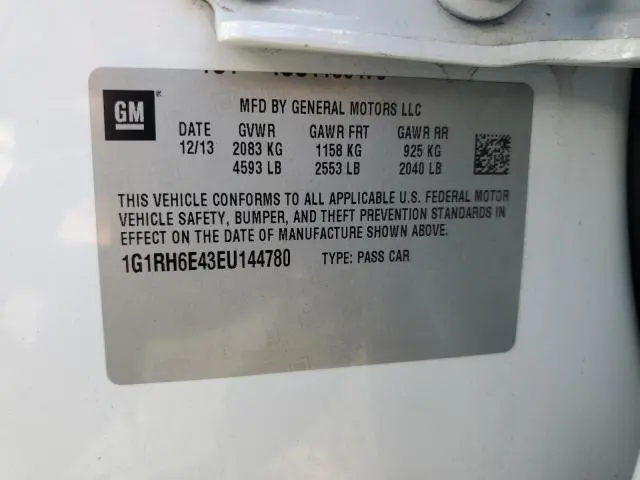 GM
MFD BY GENERAL MOTORS LLC
DATE GVWR GAWR FRT GAWR RR
12/13 2083 KG 1158 KG 925 KG
4593 LB 2553 LB 2040 LB
THIS VEHICLE CONFORMS TO ALL APPLICABLE U.S. FEDERAL MOTOR
VEHICLE SAFETY, BUMPER, AND THEFT PREVENTION STANDARDS IN
EFFECT ON THE DATE OF MANUFACTURE SHOWN ABOVE.
1G1RH6E43EU144780 TYPE: PASS CAR